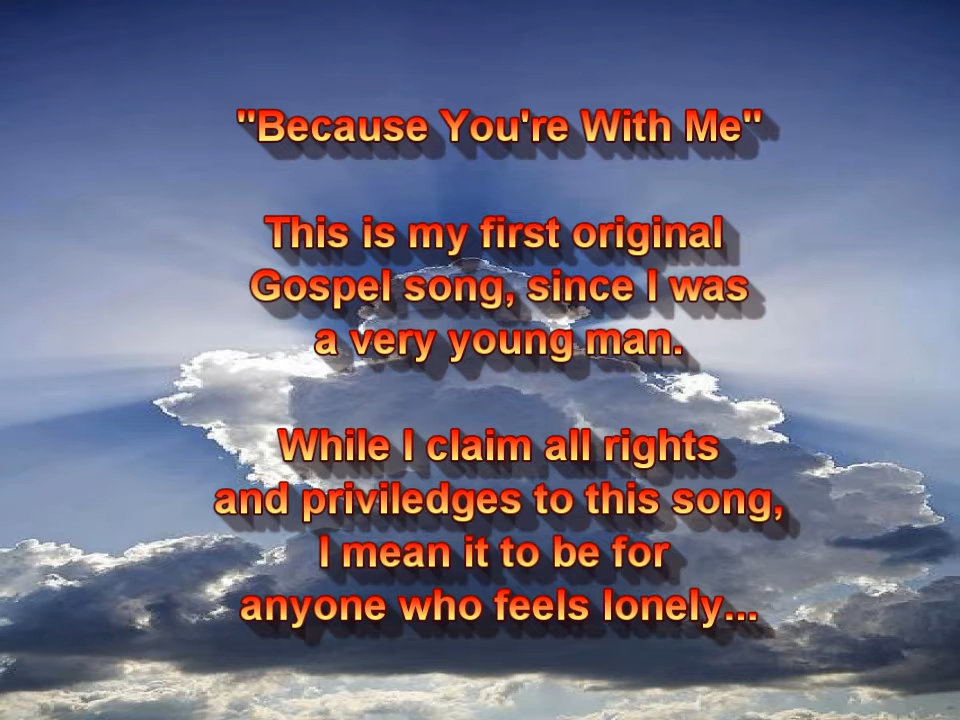 "Because You're With Me"
This is my first original
Gospel song, since I was
a very young man.
While I claim all rights
and priviledges to this song,
I mean it to be for
anyone who feels lonely...